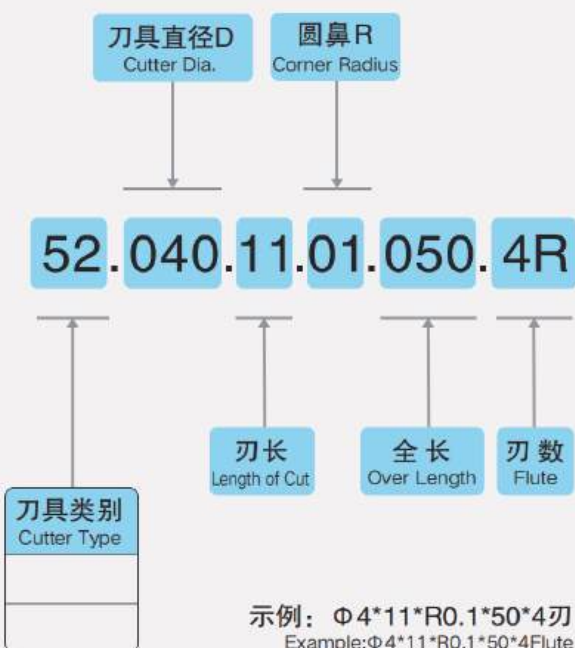 刀具直径D
Cutter Dia.
圆鼻R
Corner Radius
52.040.11.01.050.4R
刃长
Length of Cut
全长
Over Length
刃数
Flute
刀具类别
Cutter Type
示例：Φ4*11*R0.1*50*4刃
Example:Φ4*11*R0.1*50*4Flute